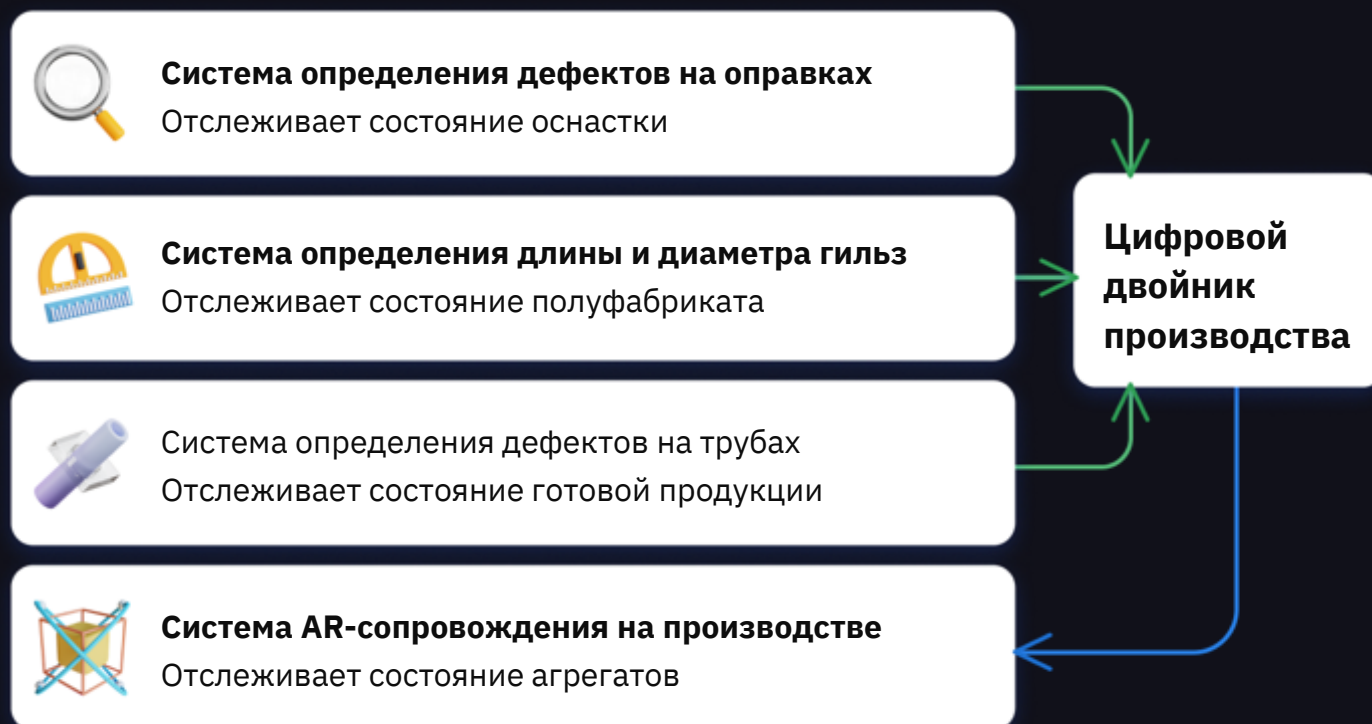 Система определения дефектов на оправках
Отслеживает состояние оснастки
Система определения длины и диаметра гильз
Отслеживает состояние полуфабриката
Система определения дефектов на трубах
Отслеживает состояние готовой продукции
Система AR-сопровождения на производстве
Отслеживает состояние агрегатов
Цифровой
двойник
производства